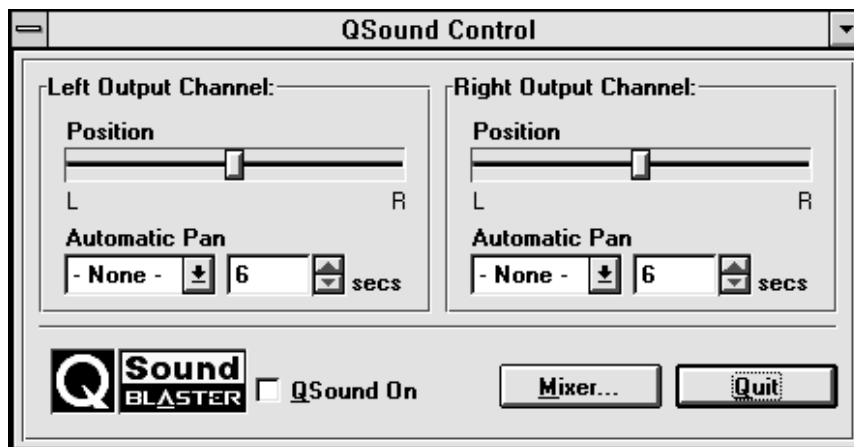 QSound Control
Left Output Channel:
Position
L R
Automatic Pan
- None - 6 secs
Right Output Channel:
Position
L R
Automatic Pan
- None - 6 secs
Q Sound
BLASTER
QSound On
Mixer...
Quit